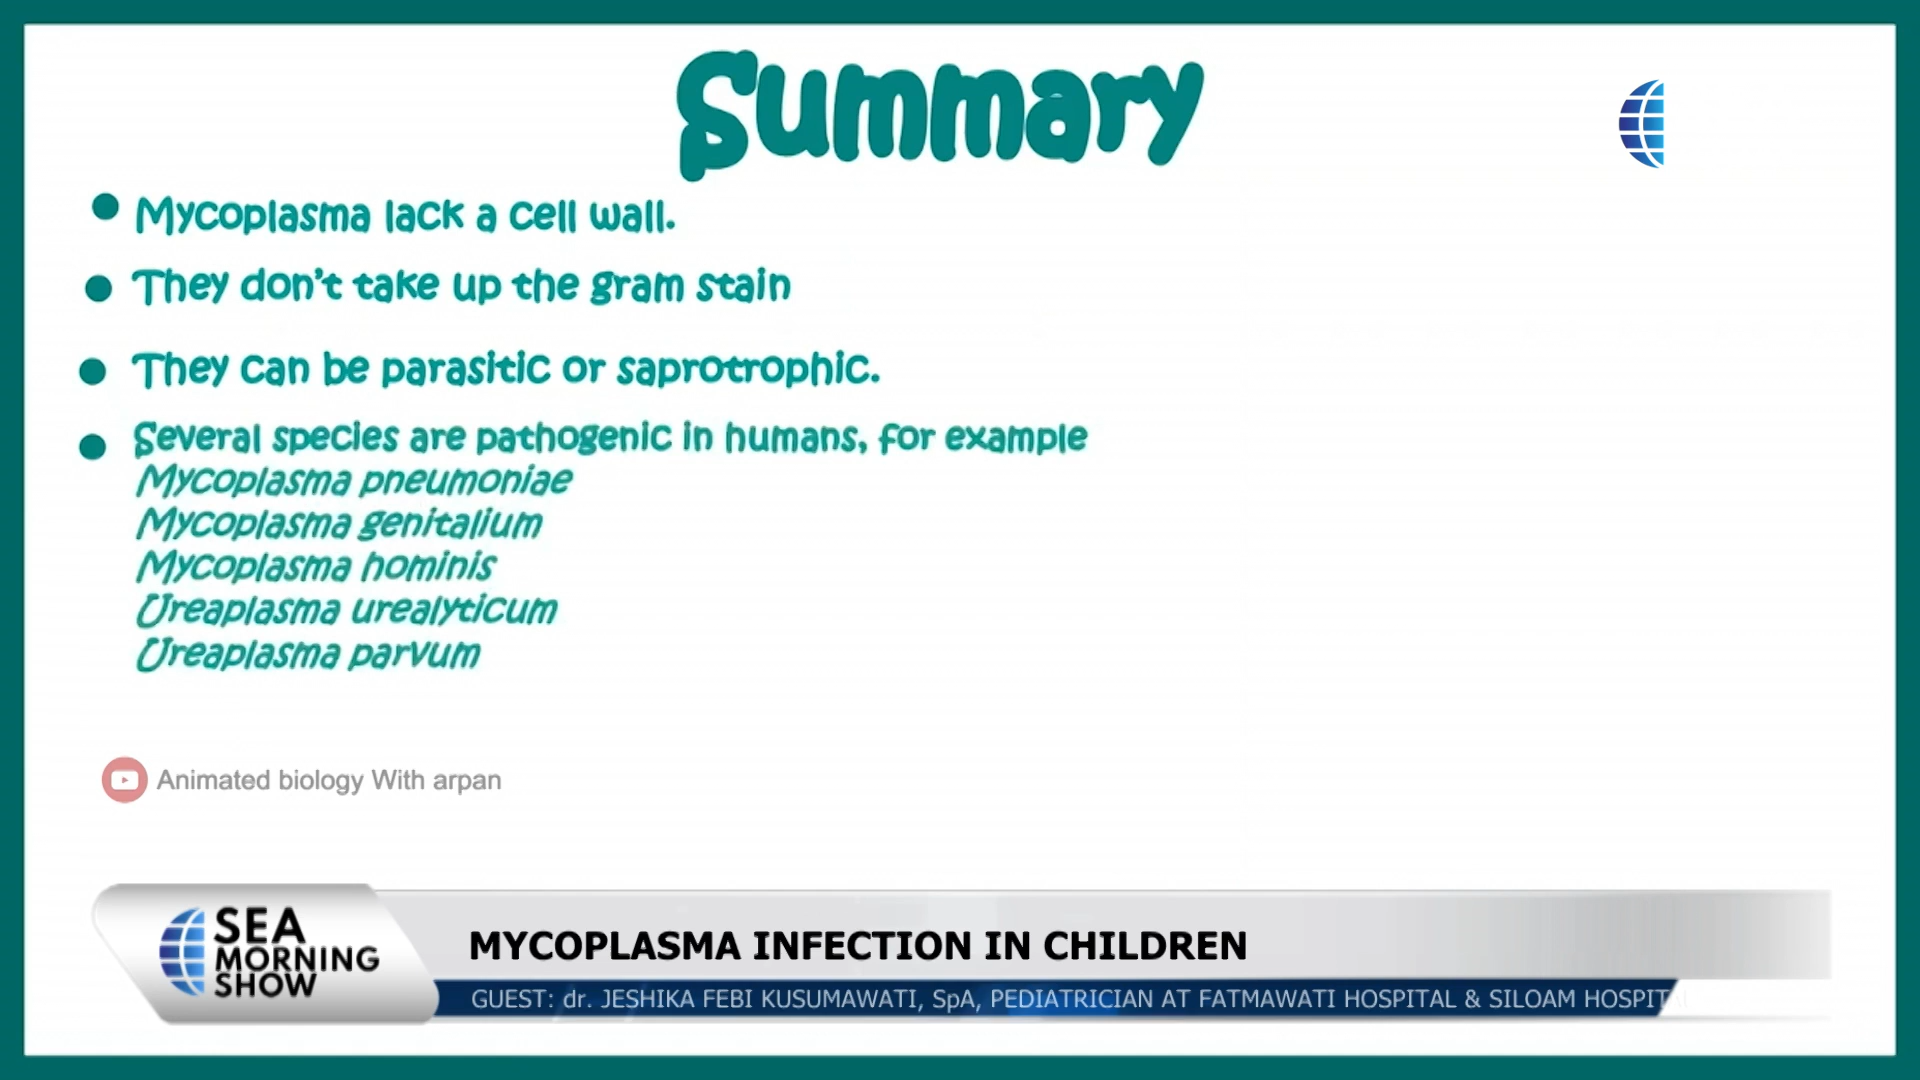 Summary
Mycoplasma lack a cell wall.
They don't take up the gram stain
They can be parasitic or saprotrophic.
Several species are pathogenic in humans, for example
Mycoplasma pneumoniae
Mycoplasma genitalium
Mycoplasma hominis
Ureaplasma urealyticum
Ureaplasma parvum
Animated biology With arpan
SEA
MORNING
SHOW
MYCOPLASMA INFECTION IN CHILDREN
GUEST: dr. JESHIKA FEBI KUSUMAWATI, SpA, PEDIATRICIAN AT FATMAWATI HOSPITAL & SILOAM